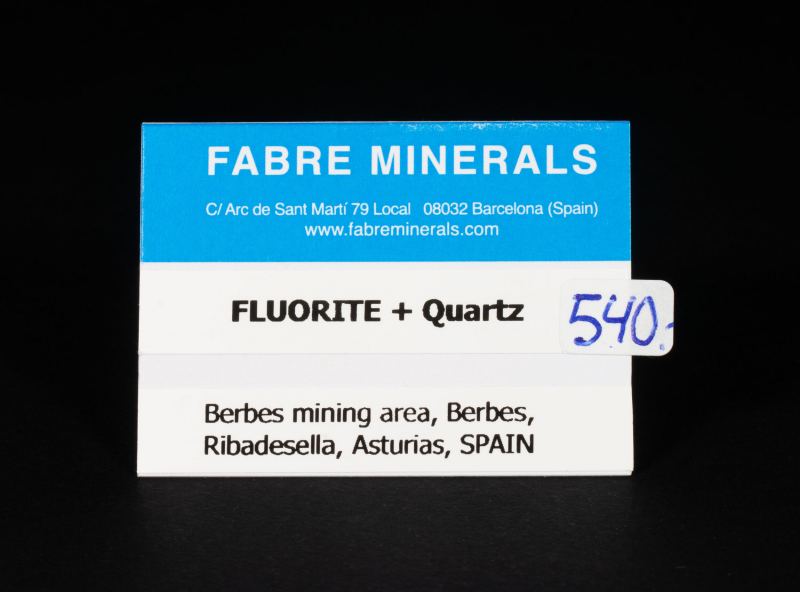 FABRE MINERALS
C/ Arc de Sant Martí 79 Local 08032 Barcelona (Spain)
www.fabreminerals.com
FLUORITE + Quartz
540.-
Berbes mining area, Berbes,
Ribadesella, Asturias, SPAIN